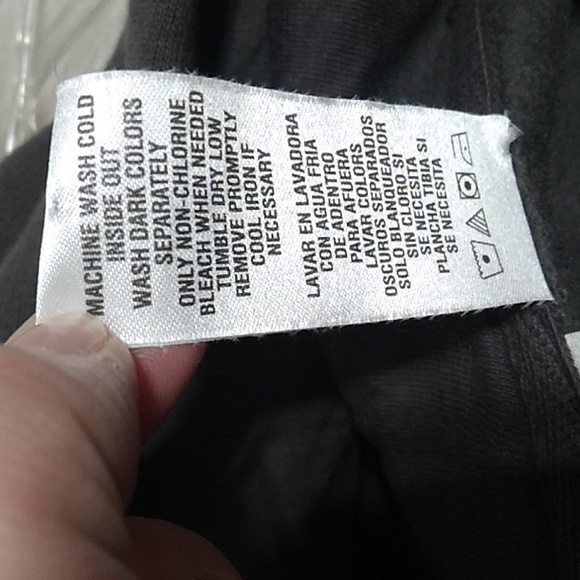 MACHINE WASH COLD
INSIDE OUT
WASH DARK COLORS
SEPARATELY
ONLY NON-CHLORINE
BLEACH WHEN NEEDED
TUMBLE DRY LOW
REMOVE PROMPTLY
COOL IRON IF
NECESSARY
LAVAR EN LAVADORA
CON AGUA FRIA
DE ADENTRO
PARA AFUERA
LAVAR COLORS
OSCUROS SEPARADOS
SOLO BLANQUEADOR
SIN CLORO SI
SE NECESITA
PLANHA TIBIA SI
SE NECESITA